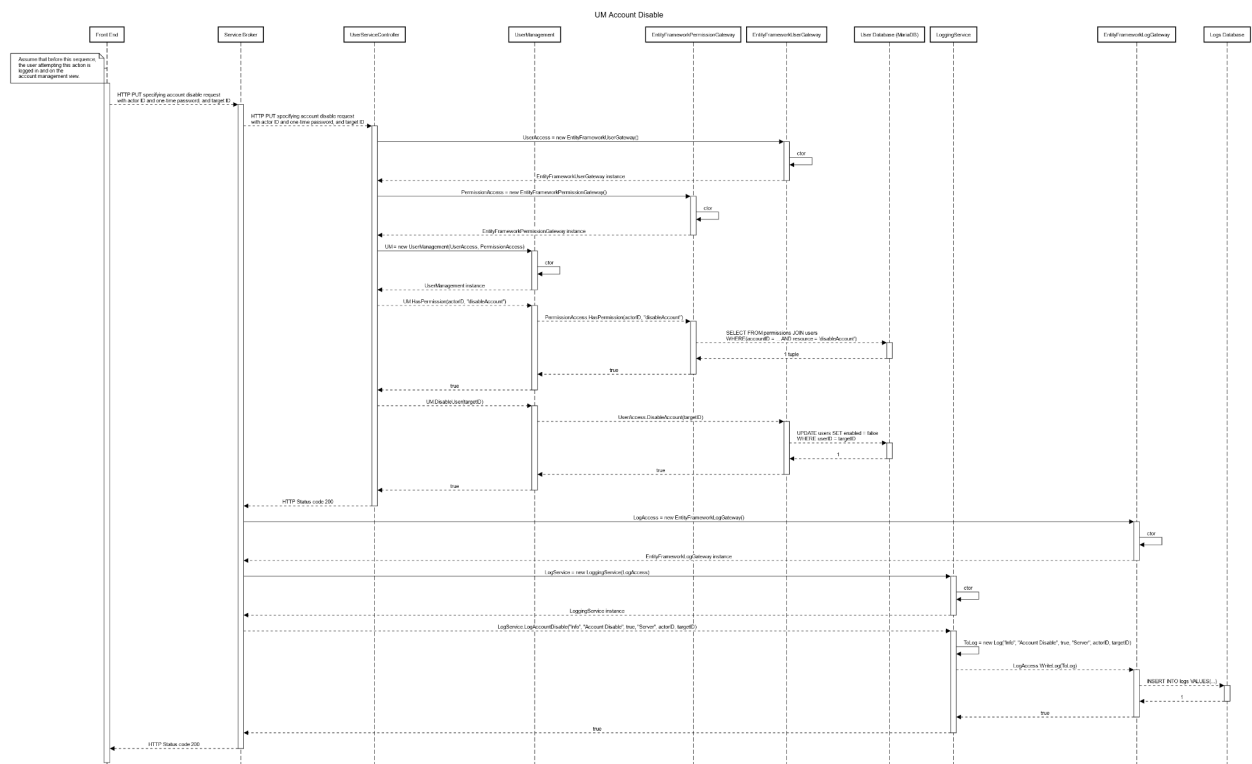 UM Account Disable
Front End
Service Broker
UserServiceController
UserManagement
EntityFrameworkPermissionGateway
EntityFrameworkUserGateway
User Database (MariaDB)
LoggingService
EntityFrameworkLogGateway
Logs Database
Assume that before this sequence,
the user attempting this action is
logged in and on the
account management view.
HTTP PUT specifying account disable request
with actor ID and one-time password, and target ID
HTTP PUT specifying account disable request
with actor ID and one-time password, and target ID
UserAccess = new EntityFrameworkUserGateway()
ctor
EntityFrameworkUserGateway instance
PermissionAccess = new EntityFrameworkPermissionGateway()
ctor
EntityFrameworkPermissionGateway instance
UM = new UserManagement(UserAccess, PermissionAccess)
ctor
UserManagement instance
UM.HasPermission(actorID, "disableAccount")
PermissionAccess.HasPermission(actorID, "disableAccount")
SELECT FROM permissions JOIN users
WHERE(accountID = ... AND resource = 'disableAccount')
1 tuple
true
true
UM.DisableUser(targetID)
UserAccess.DisableAccount(targetID)
UPDATE users SET enabled = false
WHERE userID = targetID
1
true
true
HTTP Status code 200
LogAccess = new EntityFrameworkLogGateway()
ctor
EntityFrameworkLogGateway instance
LogService = new LoggingService(LogAccess)
ctor
LoggingService instance
LogService.LogAccountDisable("Info", "Account Disable", true, "Server", actorID, targetID)
ToLog = new Log("Info", "Account Disable", true, "Server", actorID, targetID)
LogAccess.WriteLog(ToLog)
INSERT INTO logs VALUES(...)
1
true
true
HTTP Status code 200